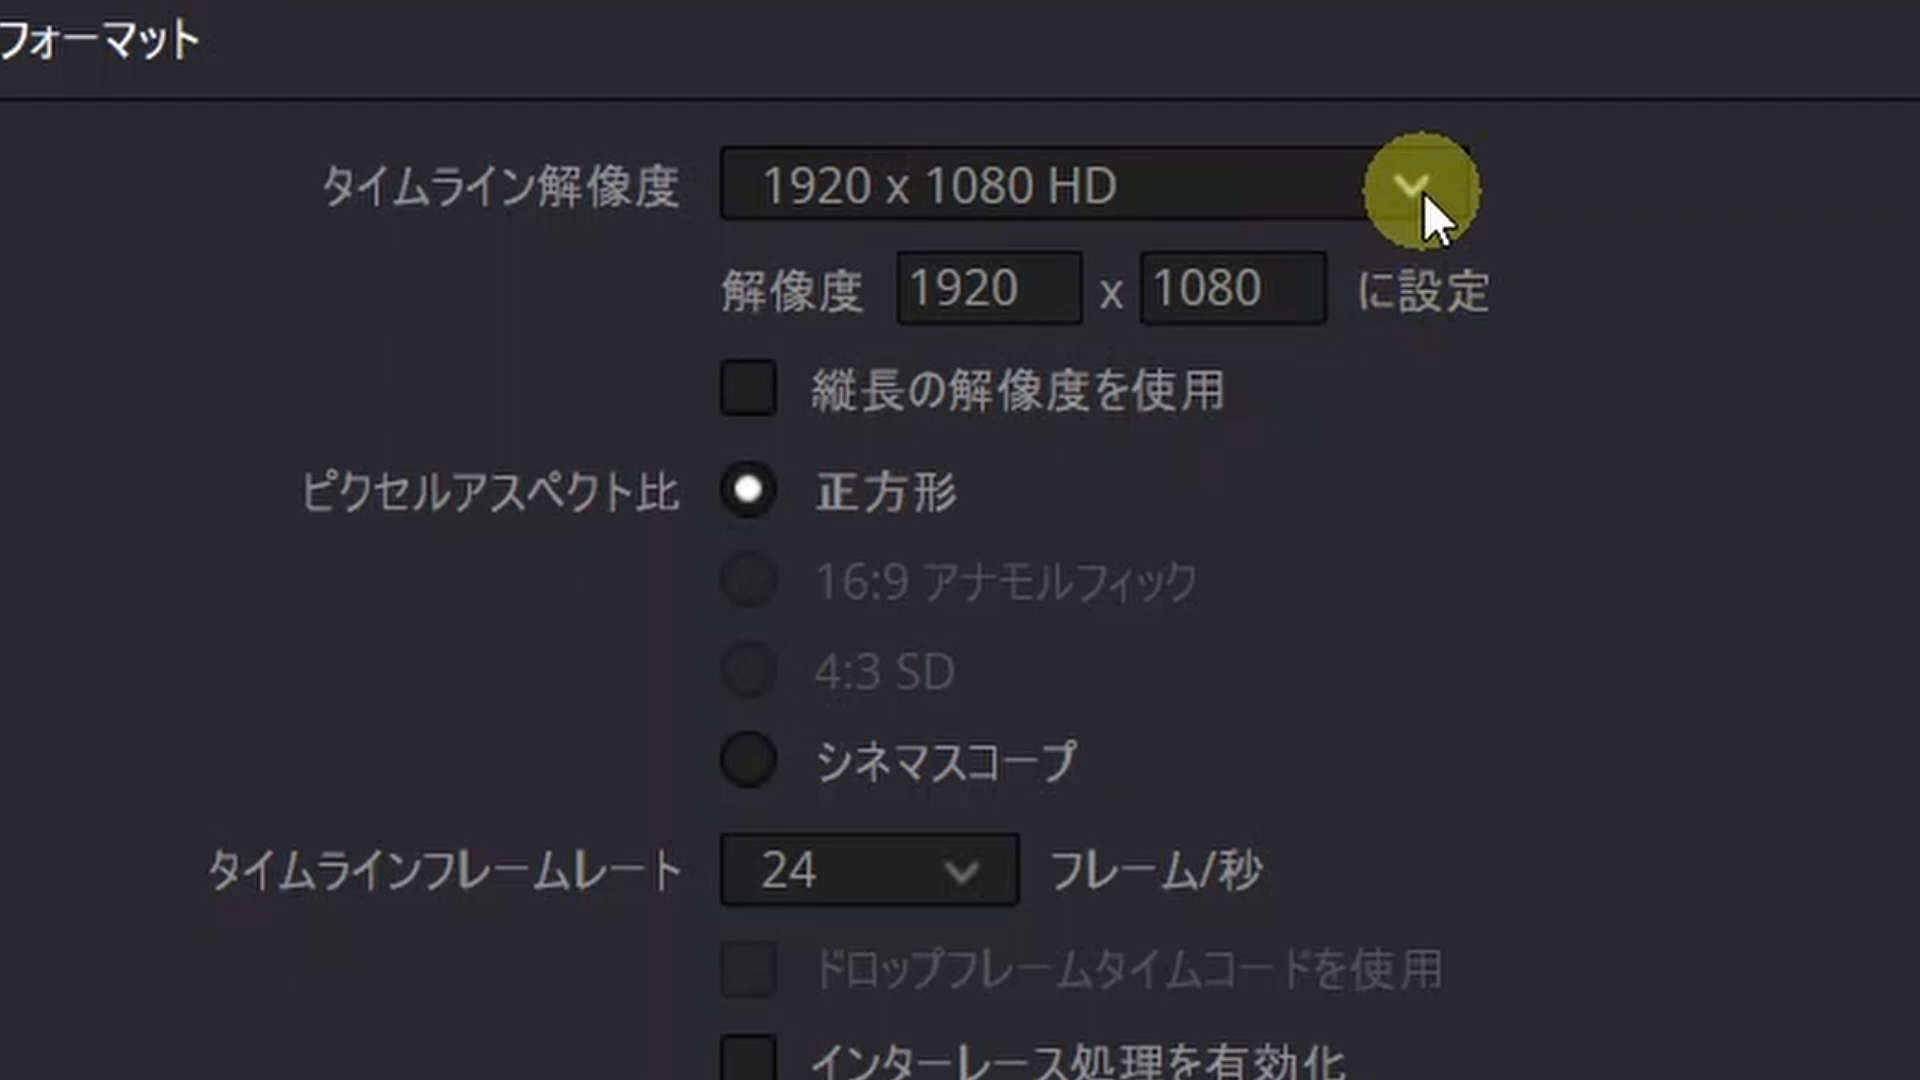 フォーマット
タイムライン解像度 1920 x 1080 HD
解像度 1920 x 1080 に設定
縦長の解像度を使用
ピクセルアスペクト比 正方形
16:9 アナモルフィック
4:3 SD
シネマスコープ
タイムラインフレームレート 24 フレーム/秒
ドロップフレームタイムコードを使用
インターレース処理を有効化